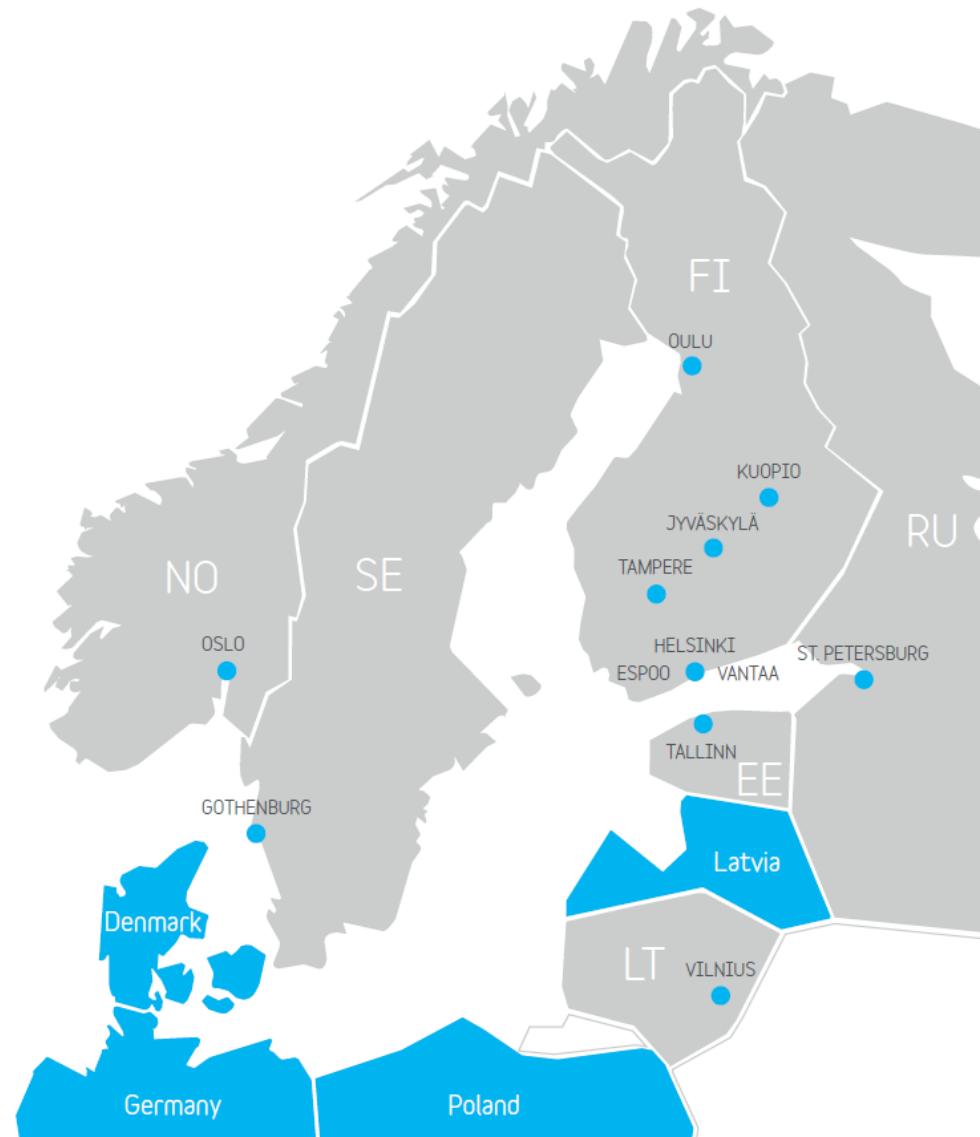 FI
OULU
KUOPIO
JYVÄSKYLÄ
RU
TAMPERE
NO
SE
OSLO
HELSINKI
ST. PETERSBURG
ESPOO
VANTAA
TALLINN
EE
GOTHENBURG
Latvia
Denmark
LT
VILNIUS
Germany
Poland